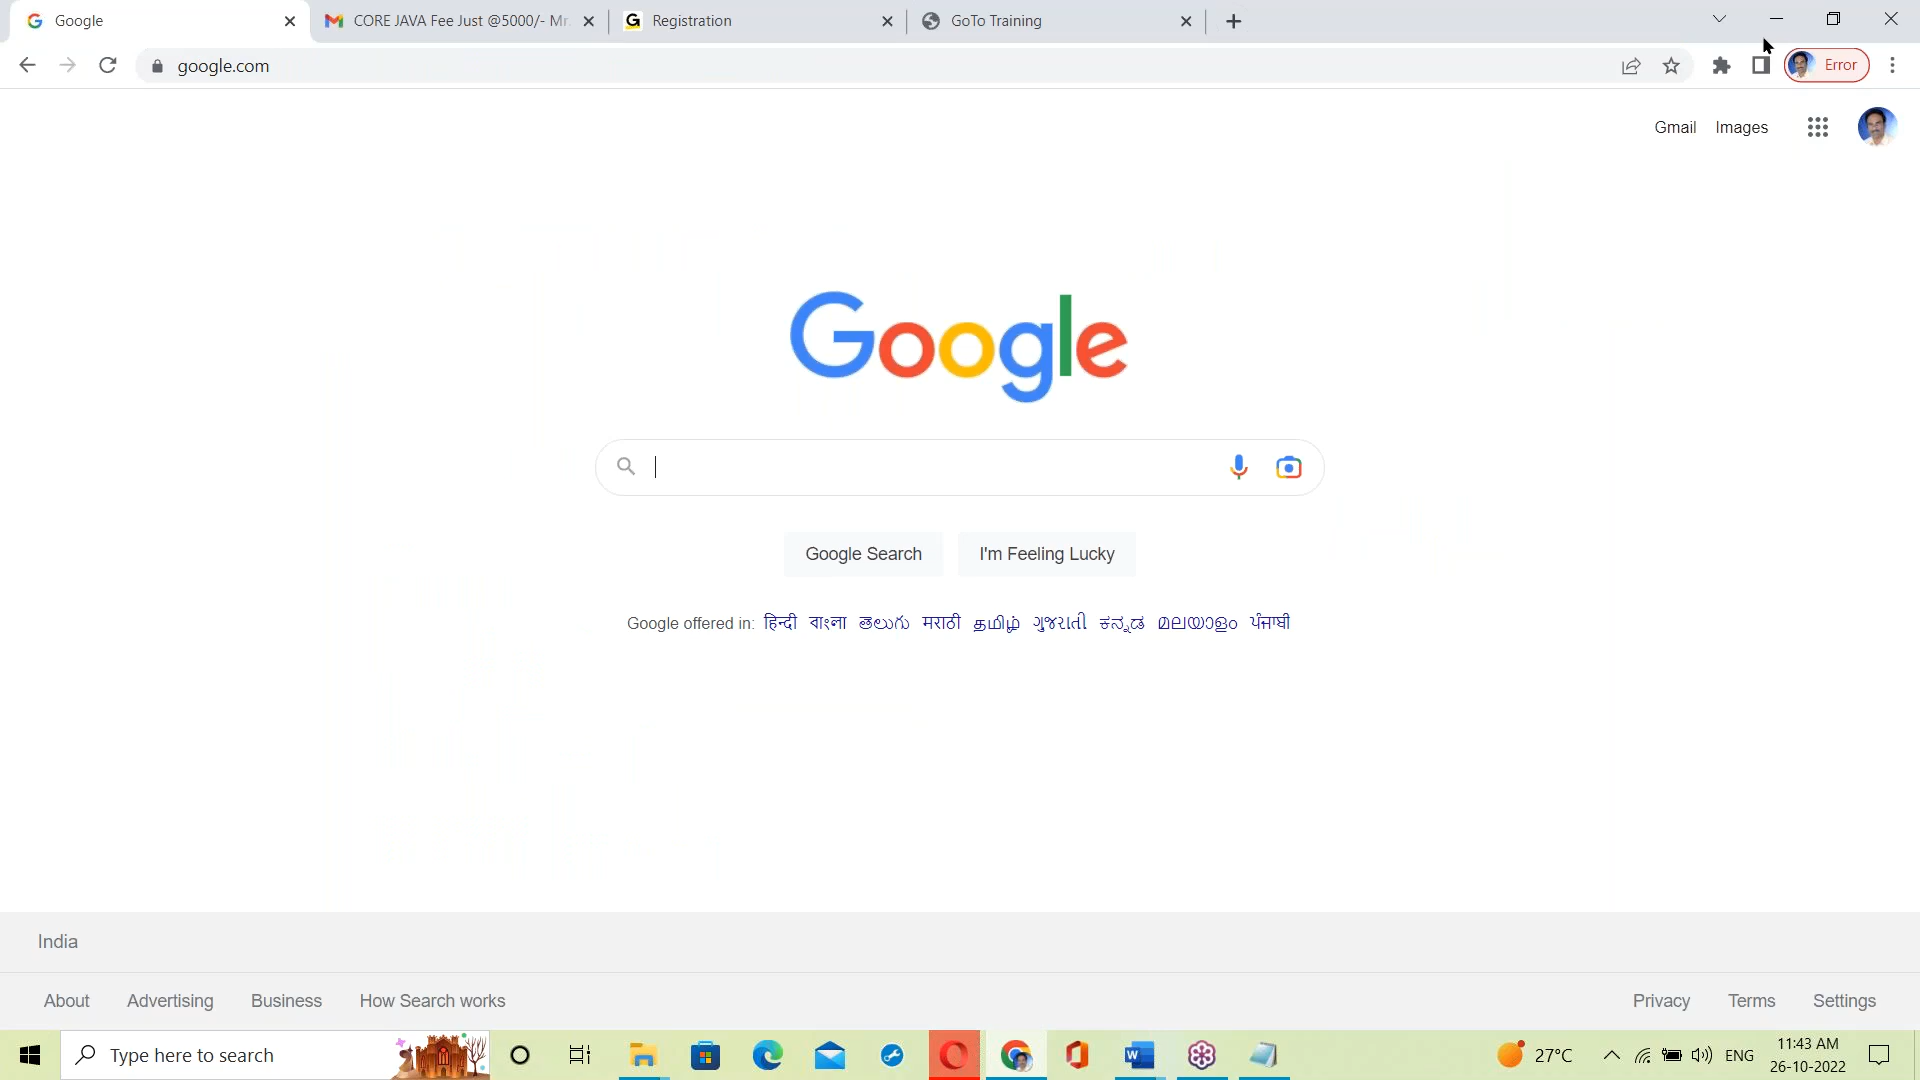 Google
CORE JAVA Fee Just @5000/- Mr.
Registration
GoTo Training
google.com
Error
Gmail Images
Google
Google Search
I'm Feeling Lucky
Google offered in: हिन्दी বাংলা తెలుగు मराठी தமிழ் ગુજરાતી ಕನ್ನಡ മലയാളം ਪੰਜਾਬੀ
India
About Advertising Business How Search works
Privacy Terms Settings
Type here to search
27°C
ENG
11:43 AM
26-10-2022